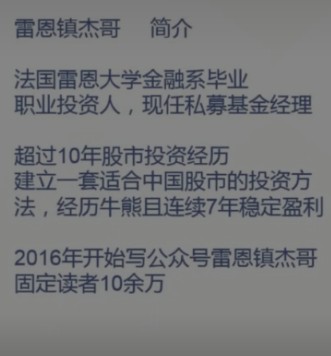 雷恩镇杰哥 简介
法国雷恩大学金融系毕业
职业投资人，现任私募基金经理
超过10年股市投资经历
建立一套适合中国股市的投资方
法，经历牛熊且连续7年稳定盈利
2016年开始写公众号雷恩镇杰哥
固定读者10余万